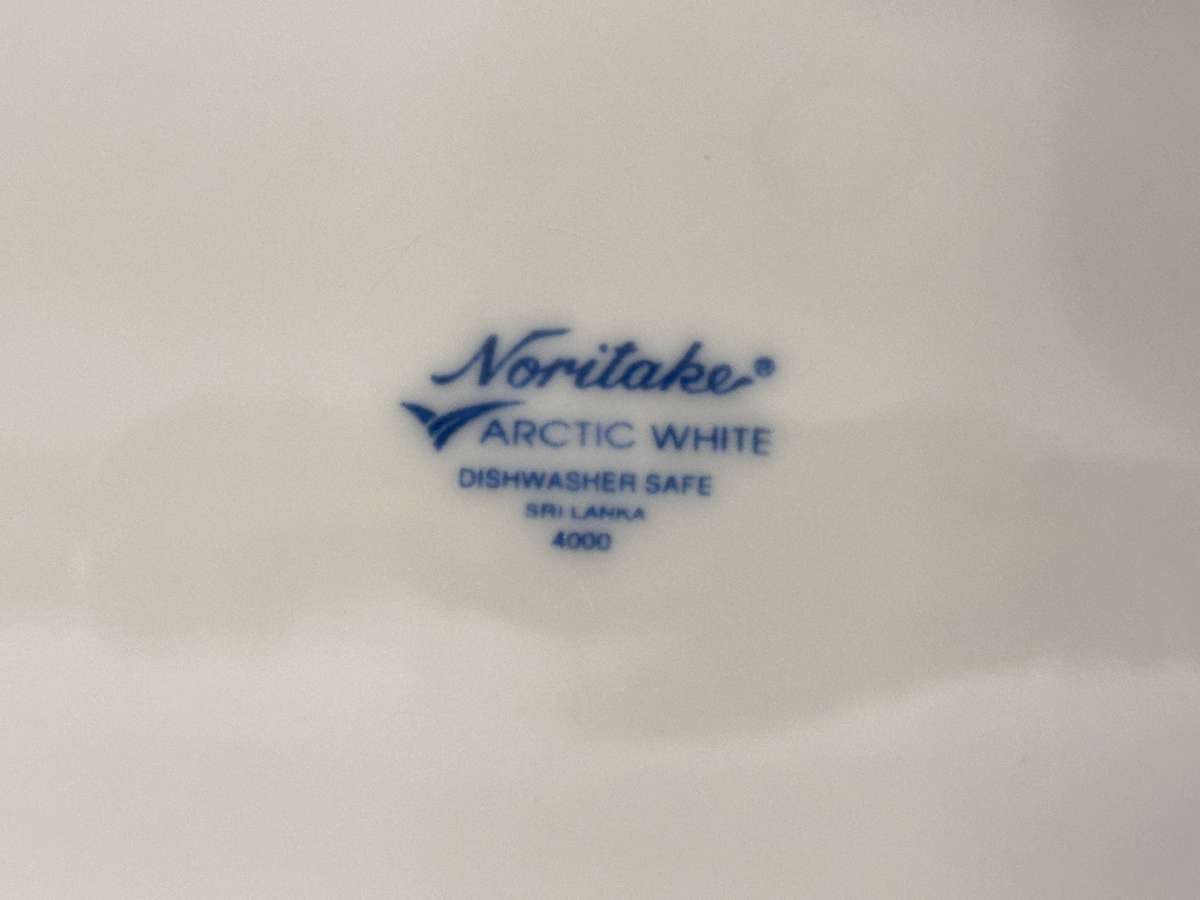 Noritake®
ARCTIC WHITE
DISHWASHER SAFE
SRI LANKA
4000